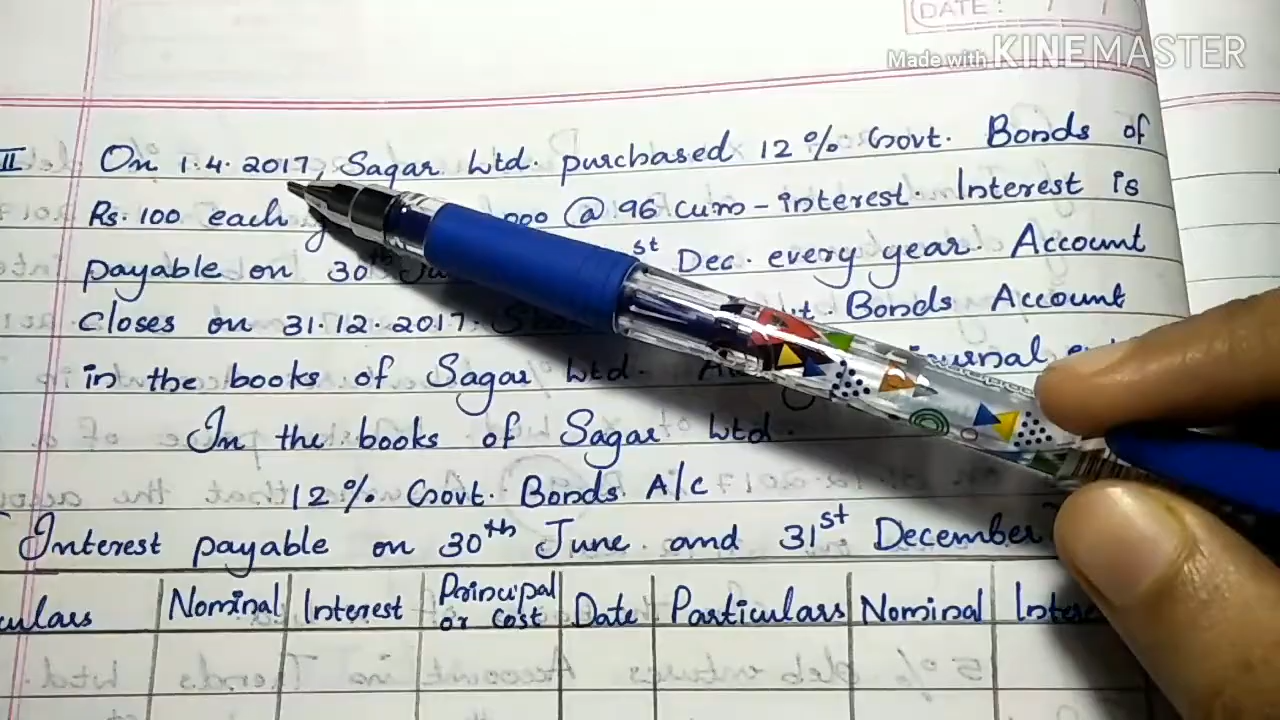 DATE: / /
Made with KINEMASTER
II On 1.4.2017, Sagar Ltd. purchased 12% Govt. Bonds of
Rs. 100 each @ 96 cum-interest. Interest is
payable on 30th st Dec. every year. Account
closes on 31.12.2017. Bonds Account
in the books of Sagar Ltd. journal
In the books of Sagar Ltd.
12% Govt. Bonds A/c
Interest payable on 30th June and 31st December
Nominal Interest Principal or Cost Date Particulars Nominal